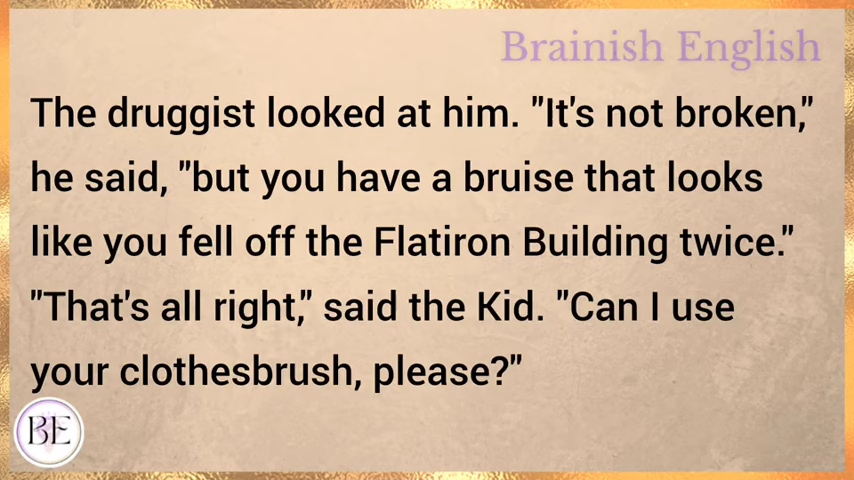 Brainish English
The druggist looked at him. "It's not broken,"
he said, "but you have a bruise that looks
like you fell off the Flatiron Building twice."
"That's all right," said the Kid. "Can I use
your clothesbrush, please?"
BE